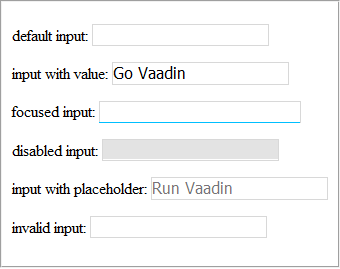 default input:
input with value: Go Vaadin
focused input:
disabled input:
input with placeholder: Run Vaadin
invalid input: